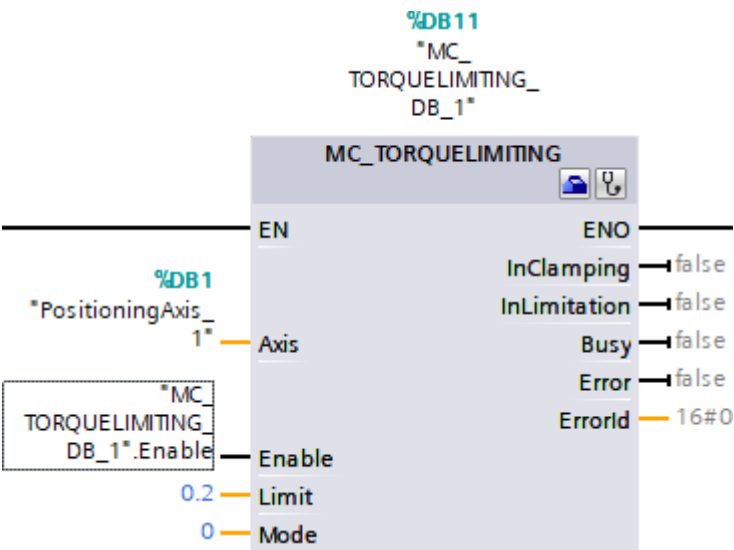 %DB11
"MC_
TORQUELIMITING_
DB_1"
MC_TORQUELIMITING
EN
ENO
InClamping
false
%DB1
InLimitation
false
"PositioningAxis_
1"
Axis
Busy
false
Error
false
"MC_
TORQUELIMITING_
DB_1".Enable
Enable
ErrorId
16#0
0.2
Limit
0
Mode